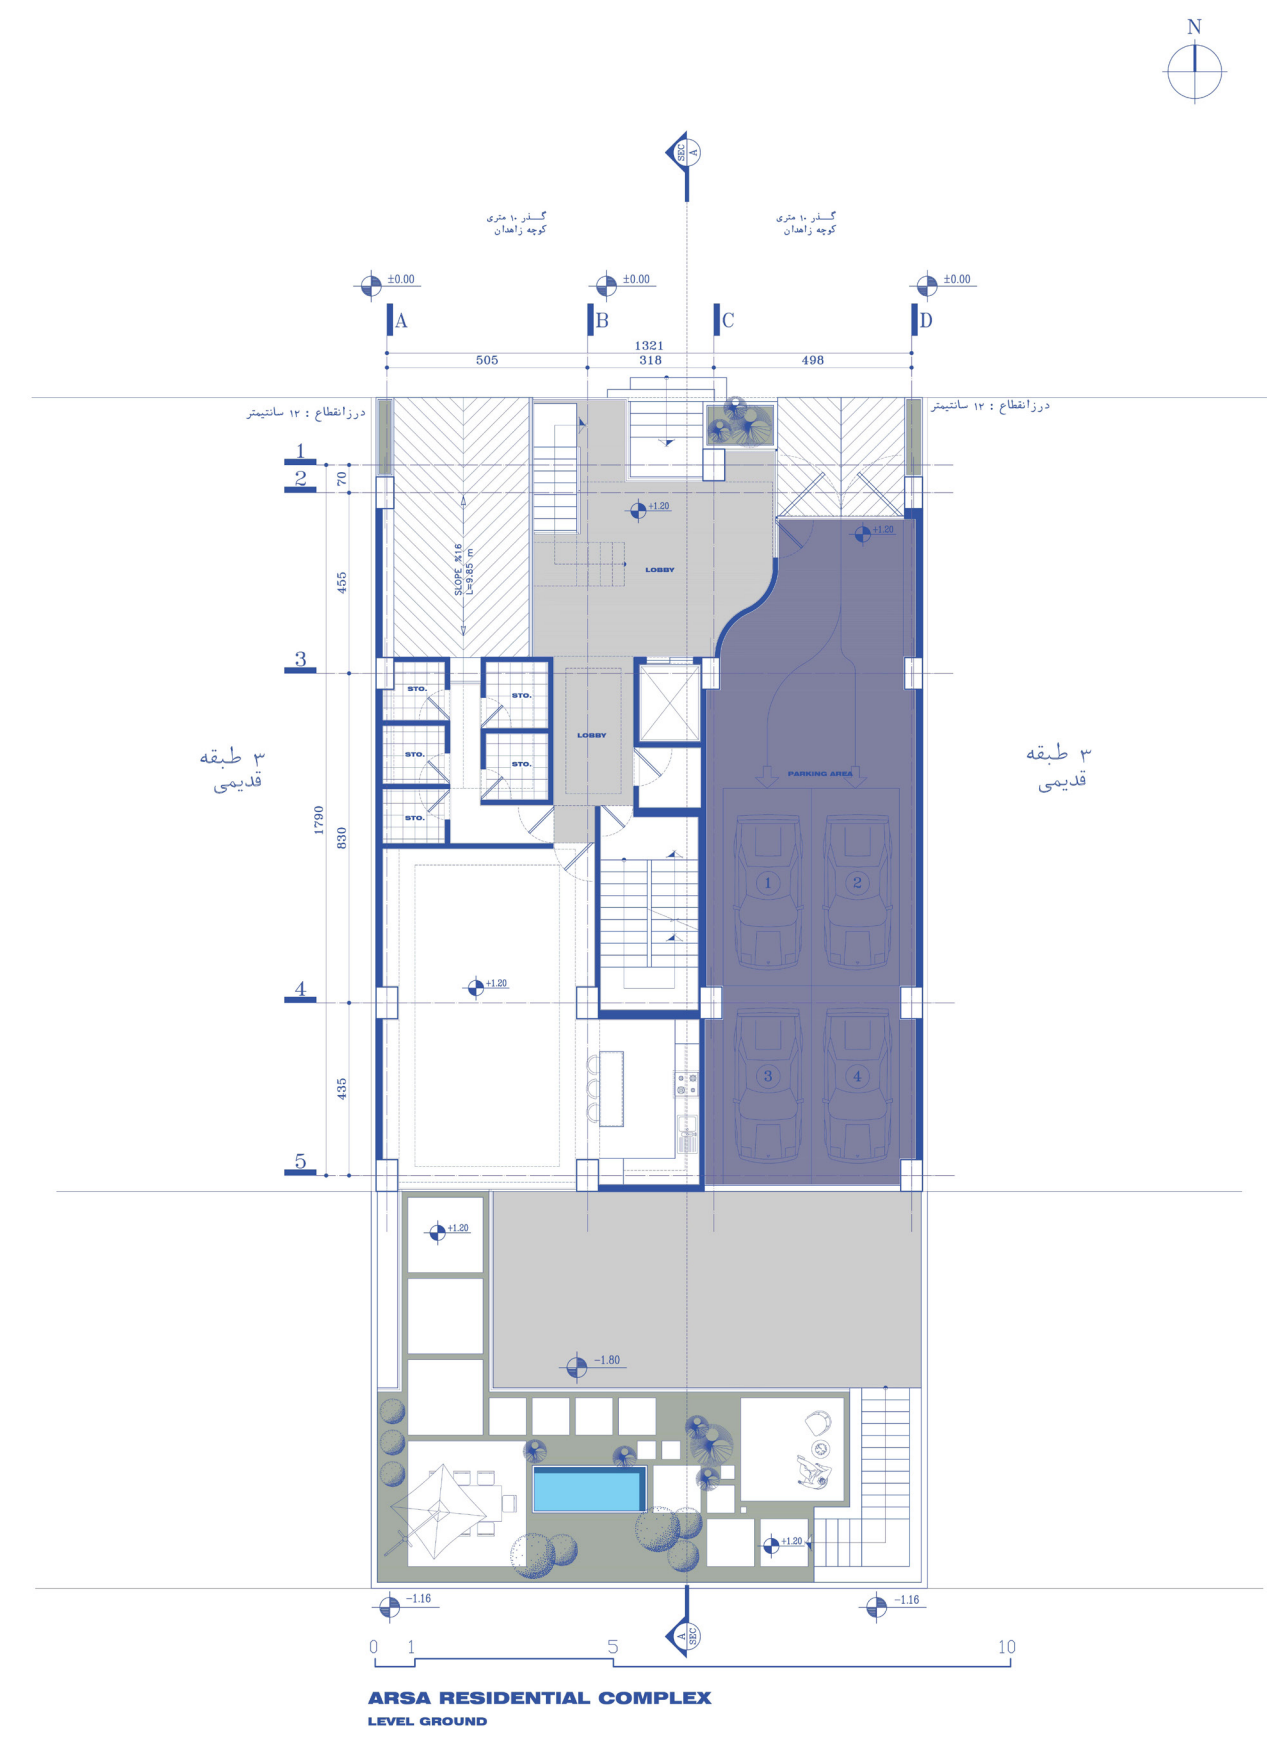 N
SEC
A
گـــذر ۱۰ متری
کوچه زاهدان
گـــذر ۱۰ متری
کوچه زاهدان
±0.00
±0.00
±0.00
A
B
C
D
1321
505
318
498
درزانقطاع : ۱۲ سانتیمتر
درزانقطاع : ۱۲ سانتیمتر
1
2
70
+1.20
+1.20
SLOPE %16
L=9.85 m
455
LOBBY
3
STO.
STO.
LOBBY
۳ طبقه
قدیمی
۳ طبقه
قدیمی
STO.
STO.
PARKING AREA
STO.
1790
830
1
2
4
+1.20
435
3
4
5
+1.20
-1.80
+1.20
-1.16
-1.16
A
SEC
0 1 5 10
ARSA RESIDENTIAL COMPLEX
LEVEL GROUND